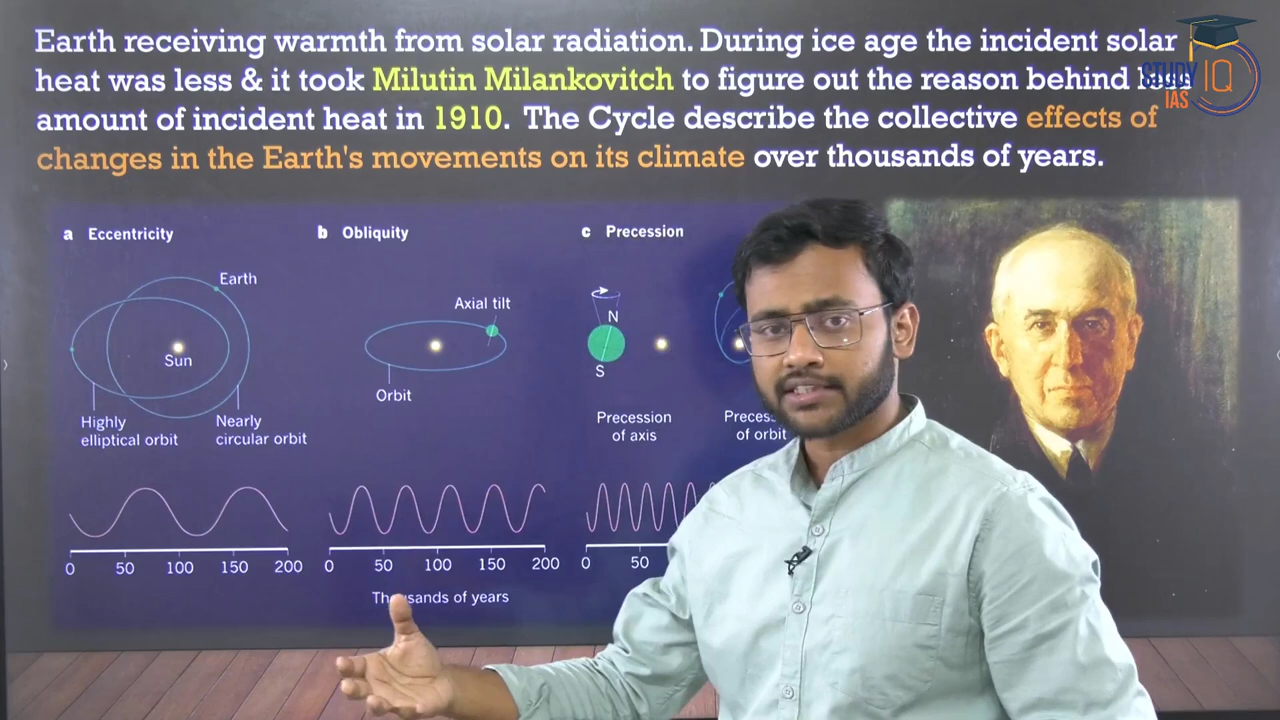 Earth receiving warmth from solar radiation. During ice age the incident solar
heat was less & it took Milutin Milankovitch to figure out the reason behind
amount of incident heat in 1910. The Cycle describe the collective effects of
changes in the Earth's movements on its climate over thousands of years.
STUDY IQ
IAS
a Eccentricity
Earth
Sun
Highly
elliptical orbit
Nearly
circular orbit
0 50 100 150 200
b Obliquity
Axial tilt
Orbit
0 50 100 150 200
Thousands of years
c Precession
N
S
Precession
of axis
of orbit
0 50